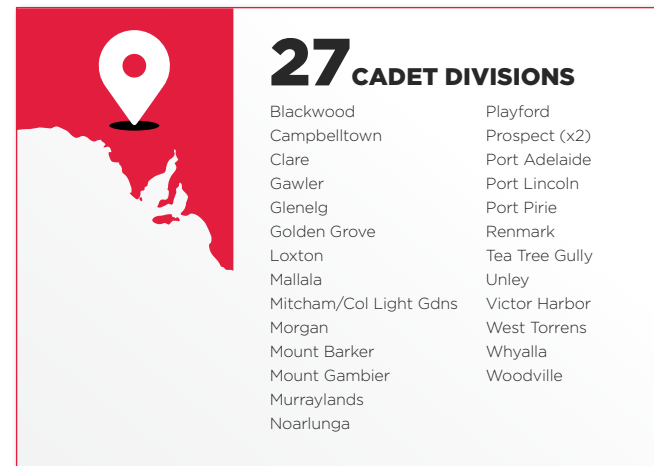 27 CADET DIVISIONS
Blackwood
Campbelltown
Clare
Gawler
Glenelg
Golden Grove
Loxton
Mallala
Mitcham/Col Light Gdns
Morgan
Mount Barker
Mount Gambier
Murraylands
Noarlunga
Playford
Prospect (x2)
Port Adelaide
Port Lincoln
Port Pirie
Renmark
Tea Tree Gully
Unley
Victor Harbor
West Torrens
Whyalla
Woodville